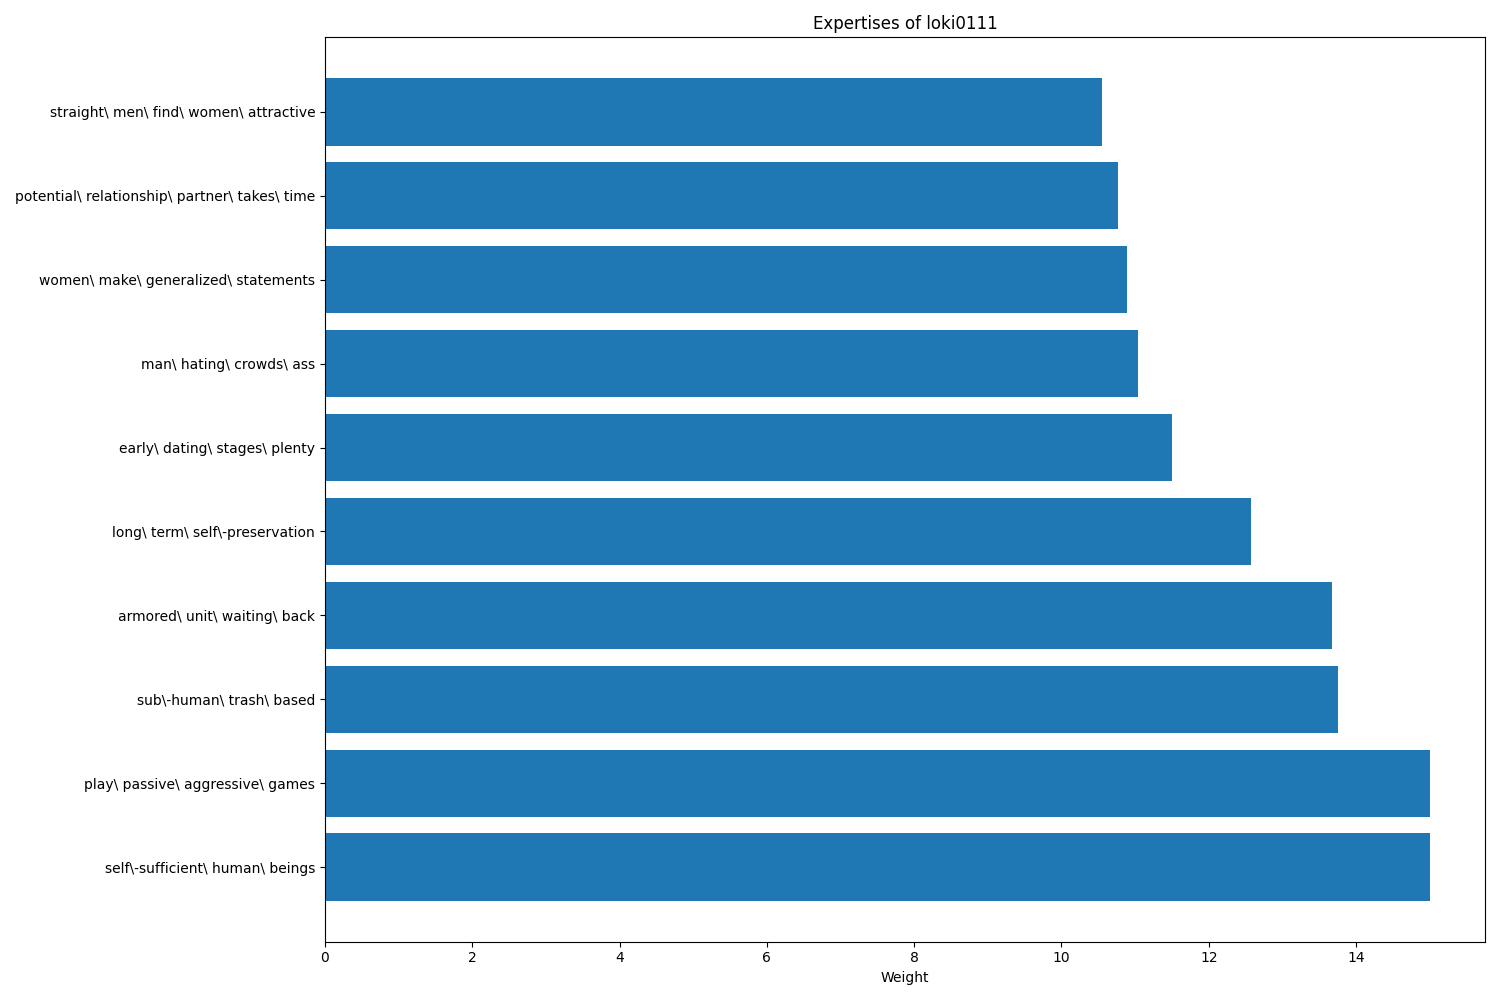 Expertises of loki0111
straight\ men\ find\ women\ attractive
potential\ relationship\ partner\ takes\ time
women\ make\ generalized\ statements
man\ hating\ crowds\ ass
early\ dating\ stages\ plenty
long\ term\ self\-preservation
armored\ unit\ waiting\ back
sub\-human\ trash\ based
play\ passive\ aggressive\ games
self\-sufficient\ human\ beings
0 2 4 6 8 10 12 14
Weight